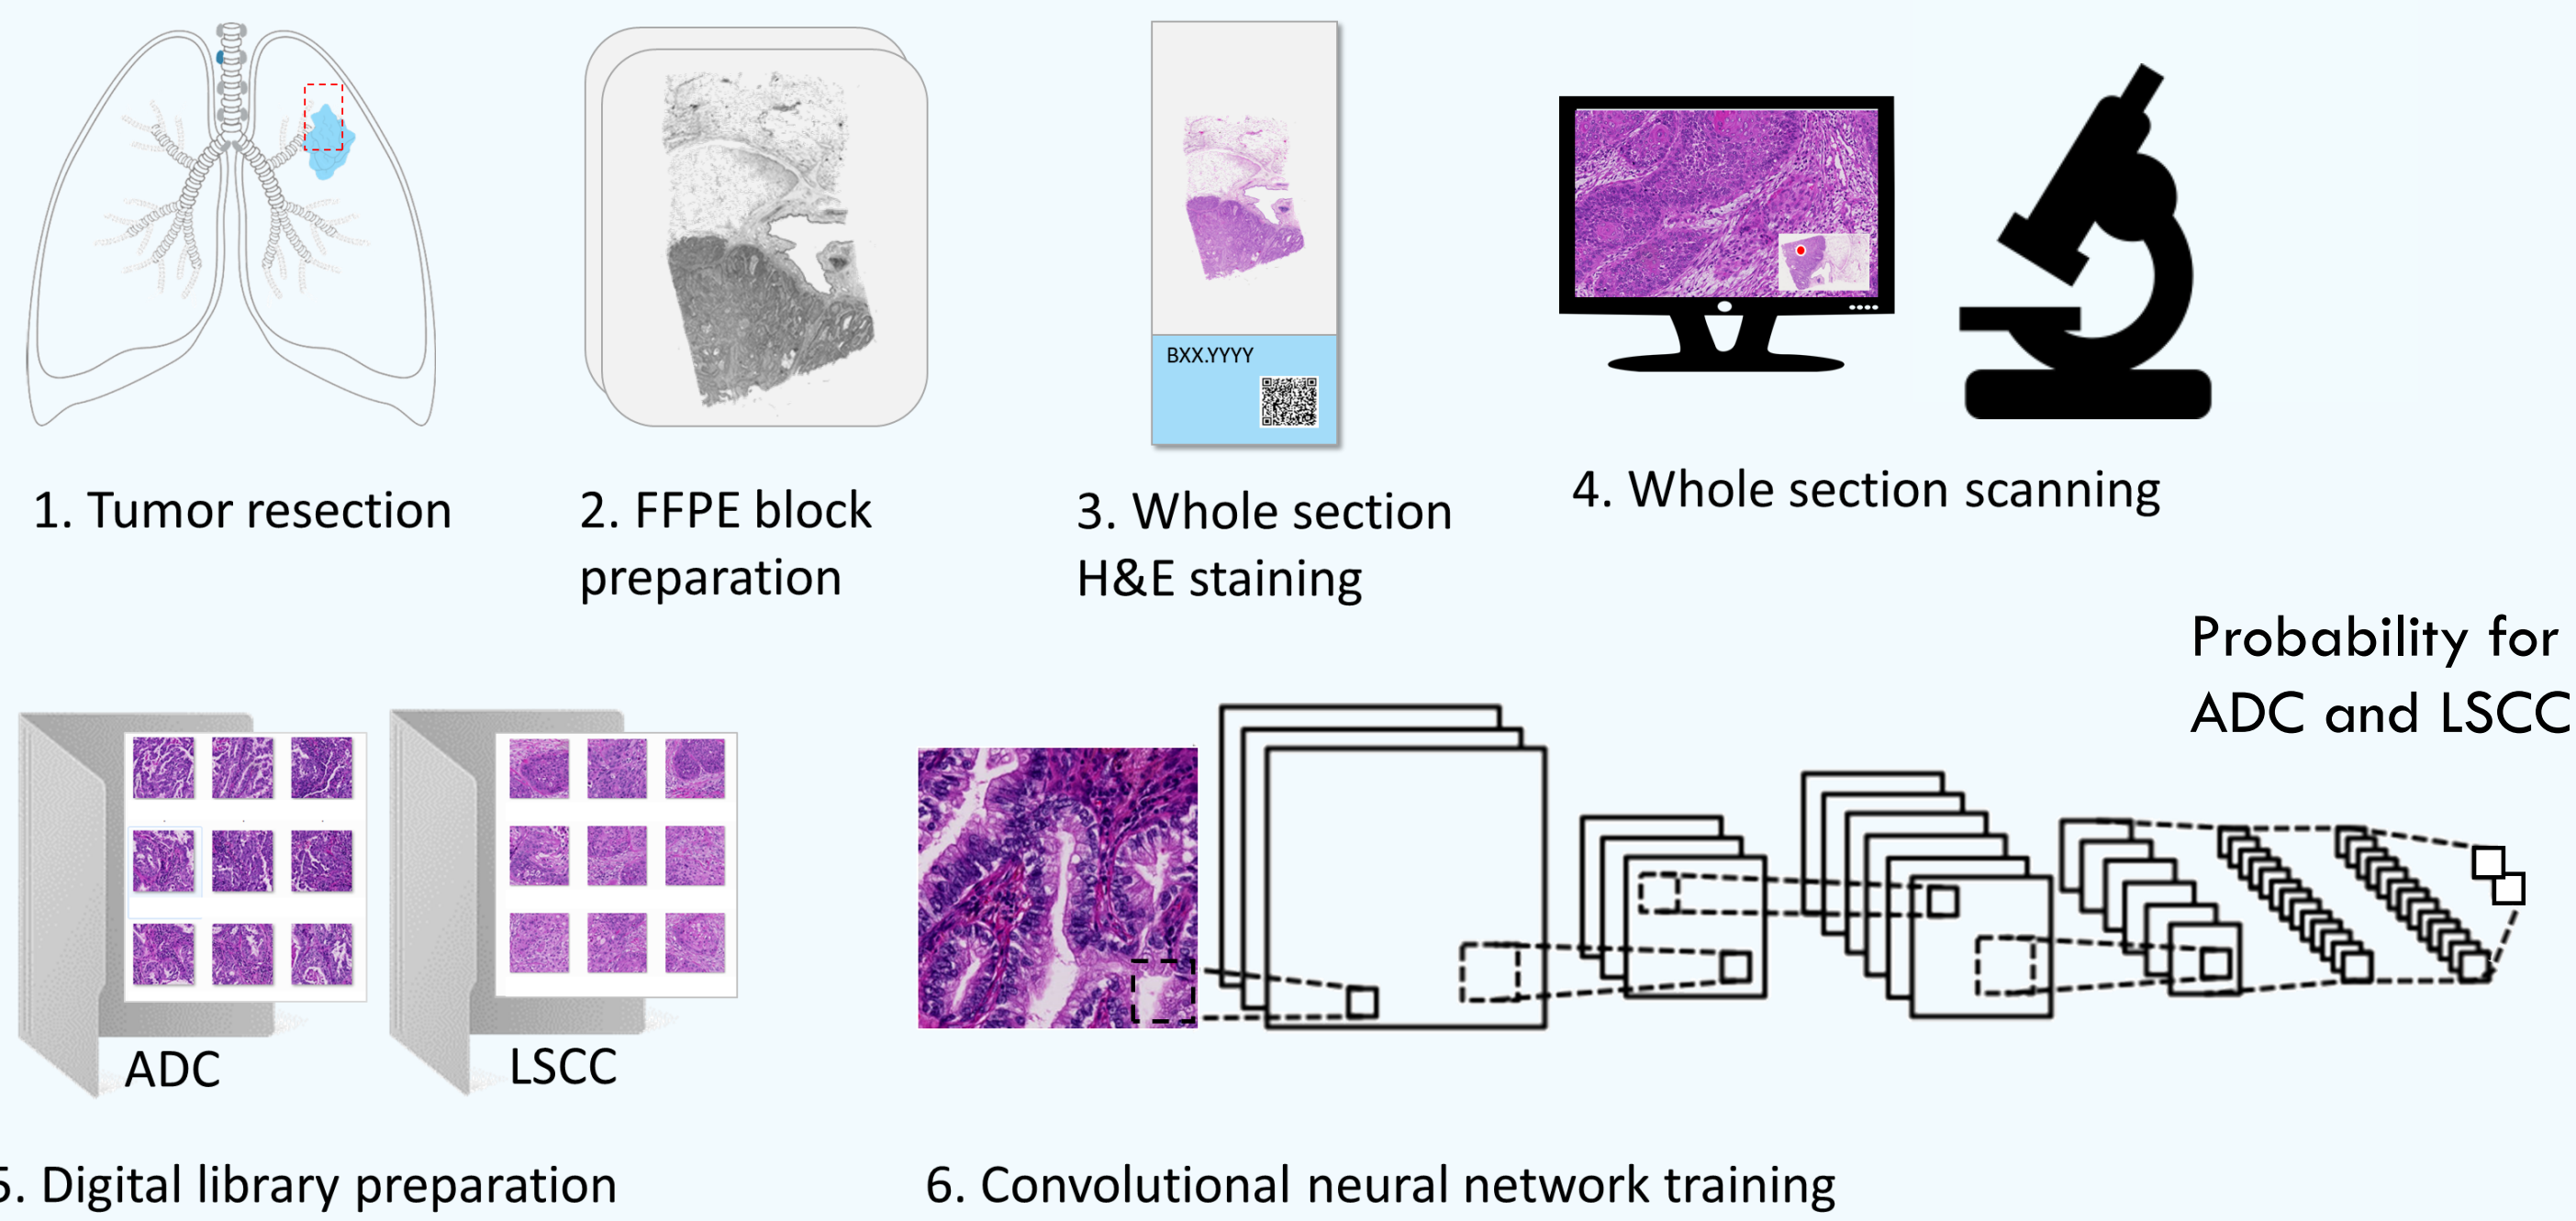 BXX.YYYY
1. Tumor resection
2. FFPE block
preparation
3. Whole section
H&E staining
4. Whole section scanning
Probability for
ADC and LSCC
ADC
LSCC
5. Digital library preparation
6. Convolutional neural network training